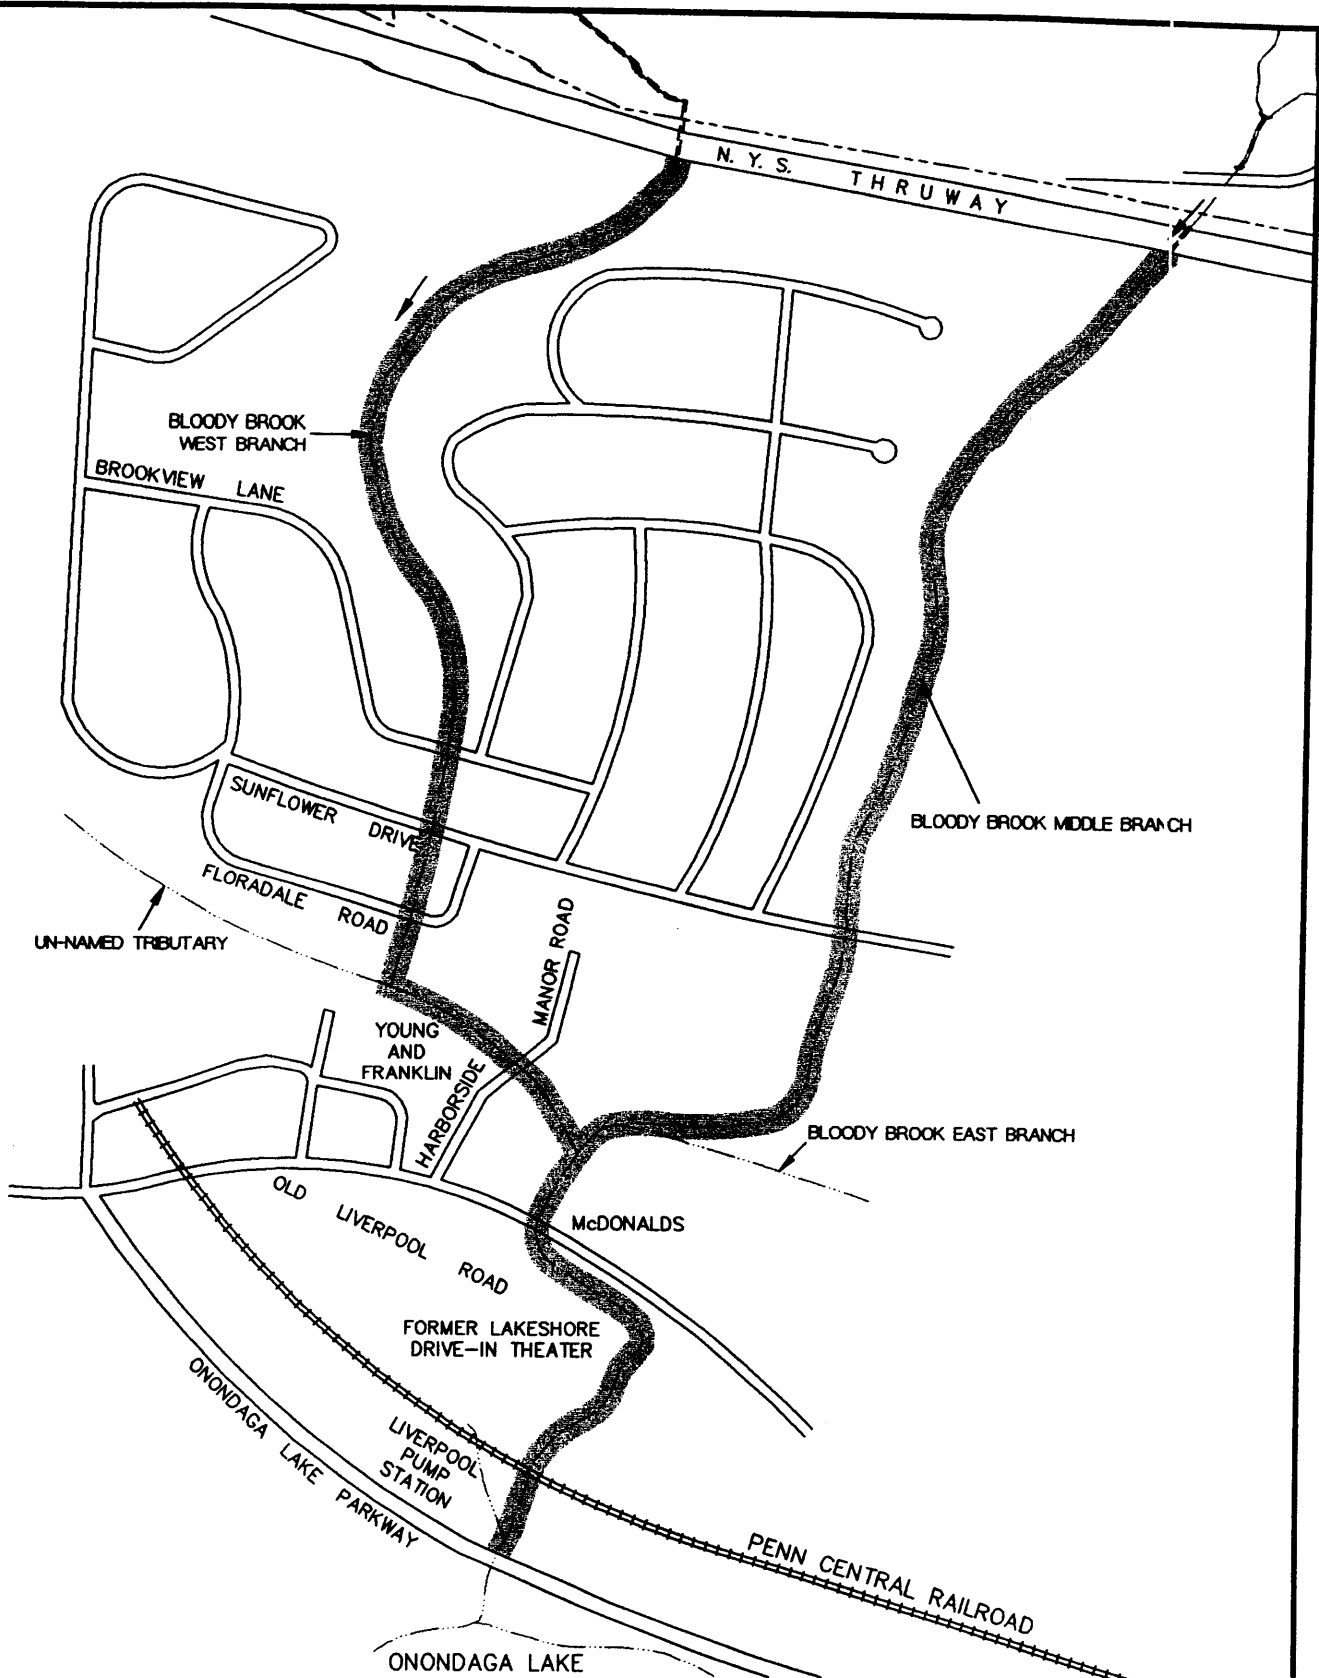 N. Y. S. THRUWAY
BLOODY BROOK
WEST BRANCH
BROOKVIEW LANE
SUNFLOWER DRIVE
BLOODY BROOK MIDDLE BRANCH
FLORADALE ROAD
UN-NAMED TRIBUTARY
HARBORSIDE MANOR ROAD
YOUNG
AND
FRANKLIN
BLOODY BROOK EAST BRANCH
OLD LIVERPOOL ROAD
McDONALDS
FORMER LAKESHORE
DRIVE-IN THEATER
ONONDAGA LAKE PARKWAY
LIVERPOOL
PUMP
STATION
PENN CENTRAL RAILROAD
ONONDAGA LAKE